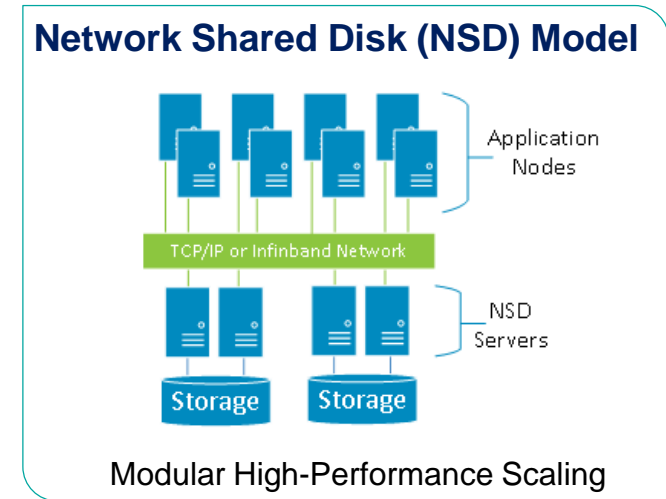 Network Shared Disk (NSD) Model
Application
Nodes
TCP/IP or Infinband Network
NSD
Servers
Storage
Storage
Modular High-Performance Scaling